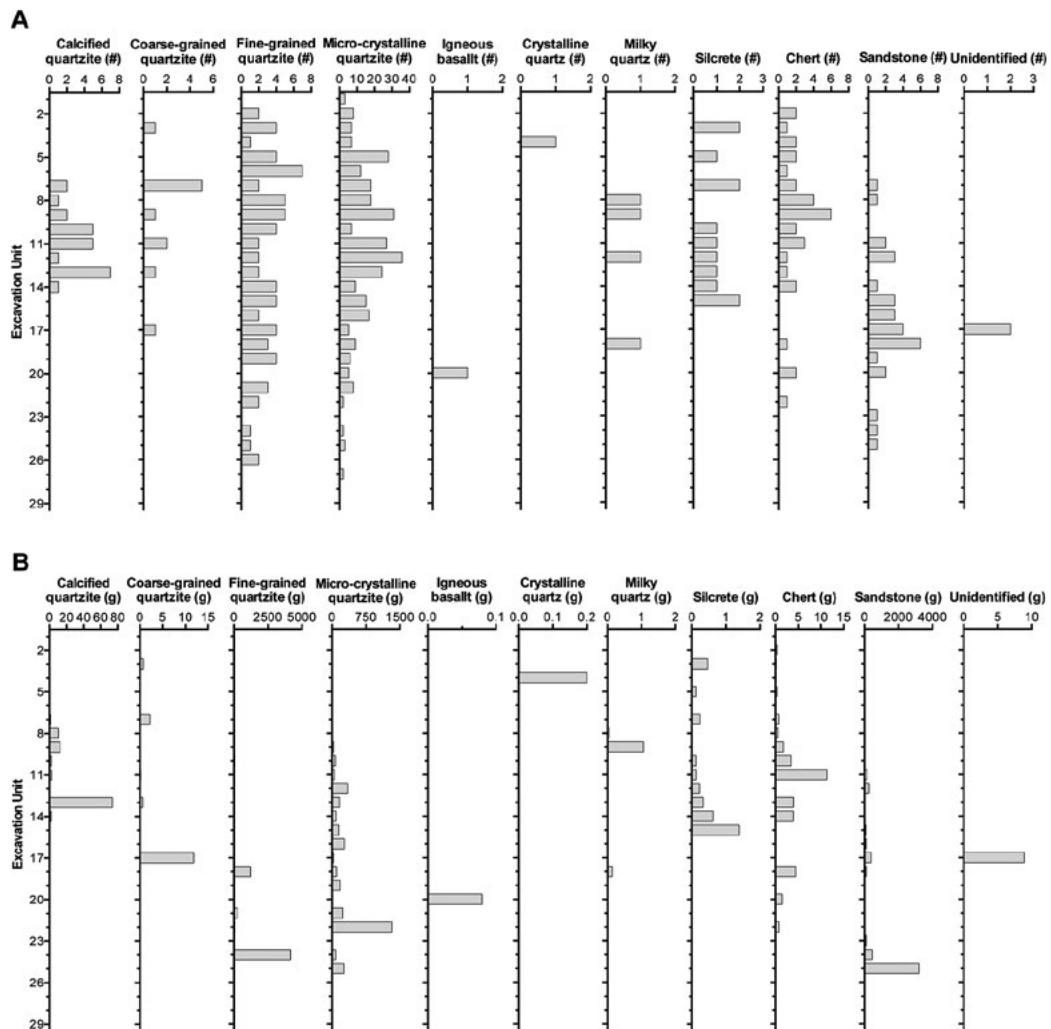 A
Calcified quartzite (#)
Coarse-grained quartzite (#)
Fine-grained quartzite (#)
Micro-crystalline quartzite (#)
Igneous basallt (#)
Crystalline quartz (#)
Milky quartz (#)
Silcrete (#)
Chert (#)
Sandstone (#)
Unidentified (#)
0 2 4 6 8
0 2 4 6 8
0 2 4 6 8
0 10 20 30 40
0 1 2
0 1 2
0 1 2
0 1 2 3
0 2 4 6 8
0 2 4 6 8
0 1 2 3
Excavation Unit
2
5
8
11
14
17
20
23
26
29
B
Calcified quartzite (g)
Coarse-grained quartzite (g)
Fine-grained quartzite (g)
Micro-crystalline quartzite (g)
Igneous basallt (g)
Crystalline quartz (g)
Milky quartz (g)
Silcrete (g)
Chert (g)
Sandstone (g)
Unidentified (g)
0 20 40 60 80
0 5 10 15
0 2500 5000
0 750 1500
0.0 0.1
0.0 0.1 0.2
0 1 2
0 1 2
0 5 10 15
0 2000 4000
0 5 10
Excavation Unit
2
5
8
11
14
17
20
23
26
29